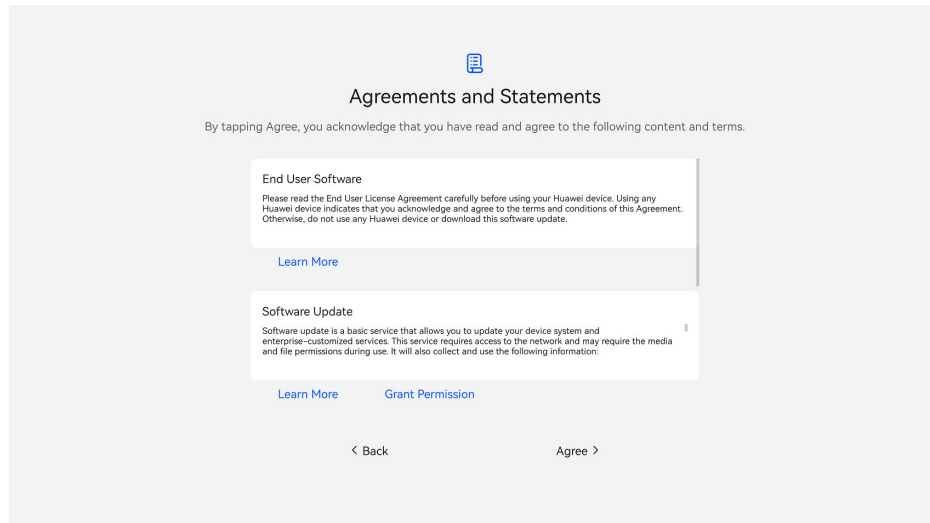 Agreements and Statements
By tapping Agree, you acknowledge that you have read and agree to the following content and terms.
End User Software
Please read the End User License Agreement carefully before using your Huawei device. Using any
Huawei device indicates that you acknowledge and agree to the terms and conditions of this Agreement.
Otherwise, do not use any Huawei device or download this software update.
Learn More
Software Update
Software update is a basic service that allows you to update your device system and
enterprise-customized services. This service requires access to the network and may require the media
and file permissions during use. It will also collect and use the following information:
Learn More Grant Permission
< Back Agree >